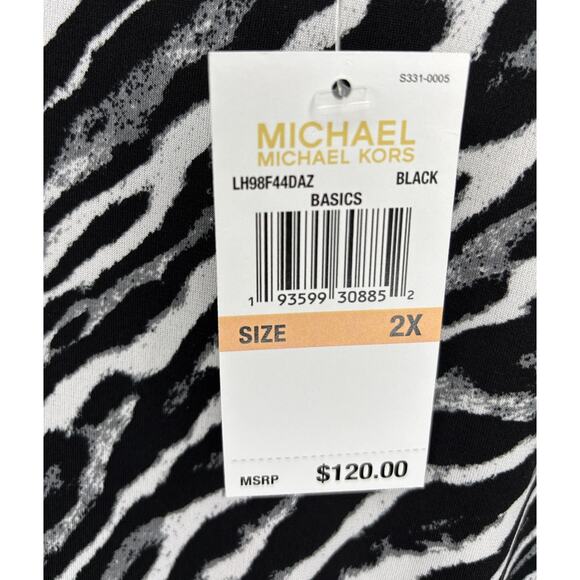 S331-0005
MICHAEL
MICHAEL KORS
LH98F44DAZ BLACK
BASICS
1 93599 30885 2
SIZE 2X
MSRP $120.00